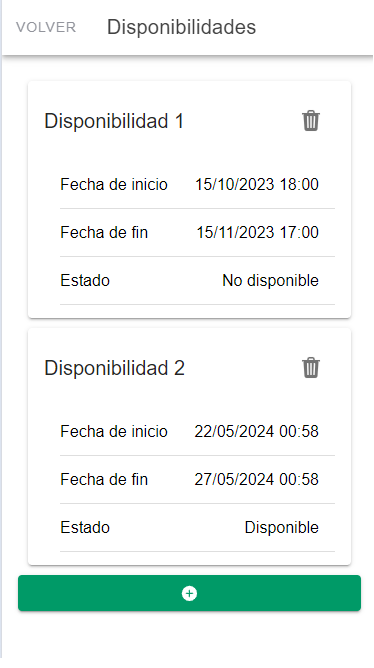 VOLVER Disponibilidades
Disponibilidad 1
Fecha de inicio 15/10/2023 18:00
Fecha de fin 15/11/2023 17:00
Estado No disponible
Disponibilidad 2
Fecha de inicio 22/05/2024 00:58
Fecha de fin 27/05/2024 00:58
Estado Disponible